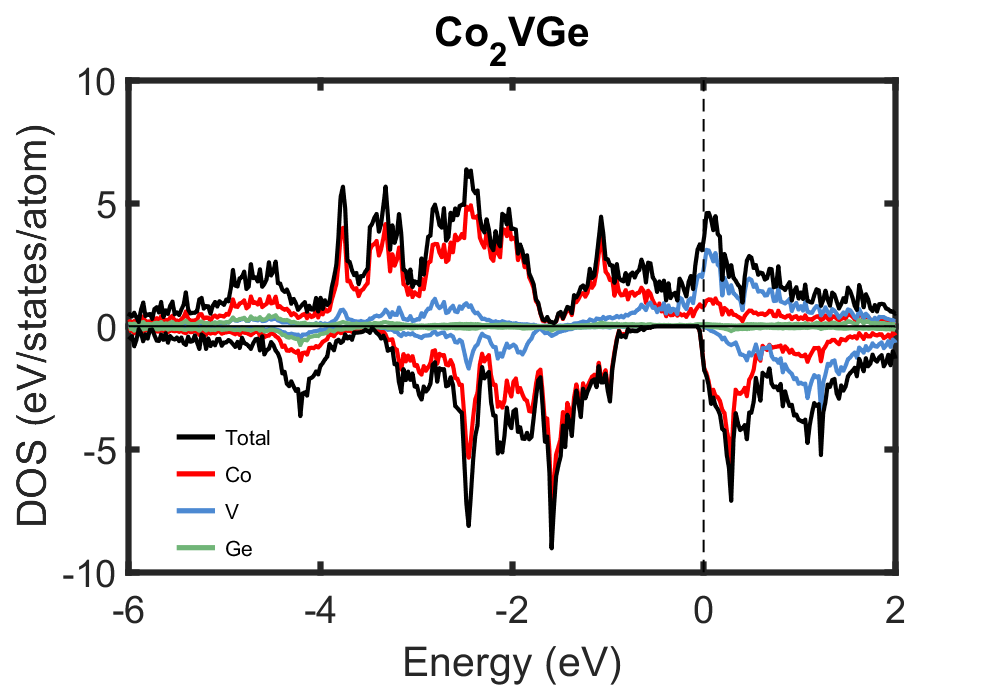 Co2VGe
10
5
0
-5
-10
DOS (eV/states/atom)
Total
Co
V
Ge
-6
-4
-2
0
2
Energy (eV)